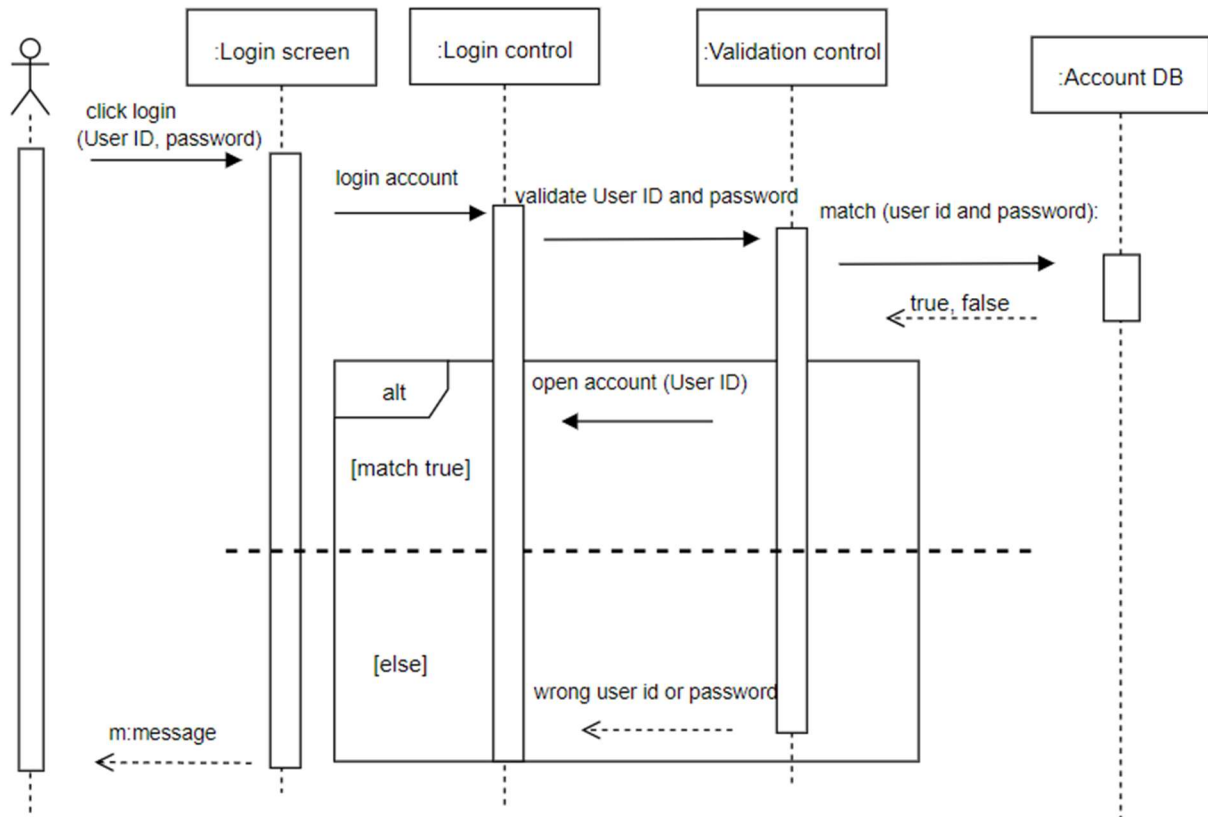 :Login screen
:Login control
:Validation control
:Account DB
click login
(User ID, password)
login account
validate User ID and password
match (user id and password):
true, false
alt
open account (User ID)
[match true]
[else]
wrong user id or password
m:message